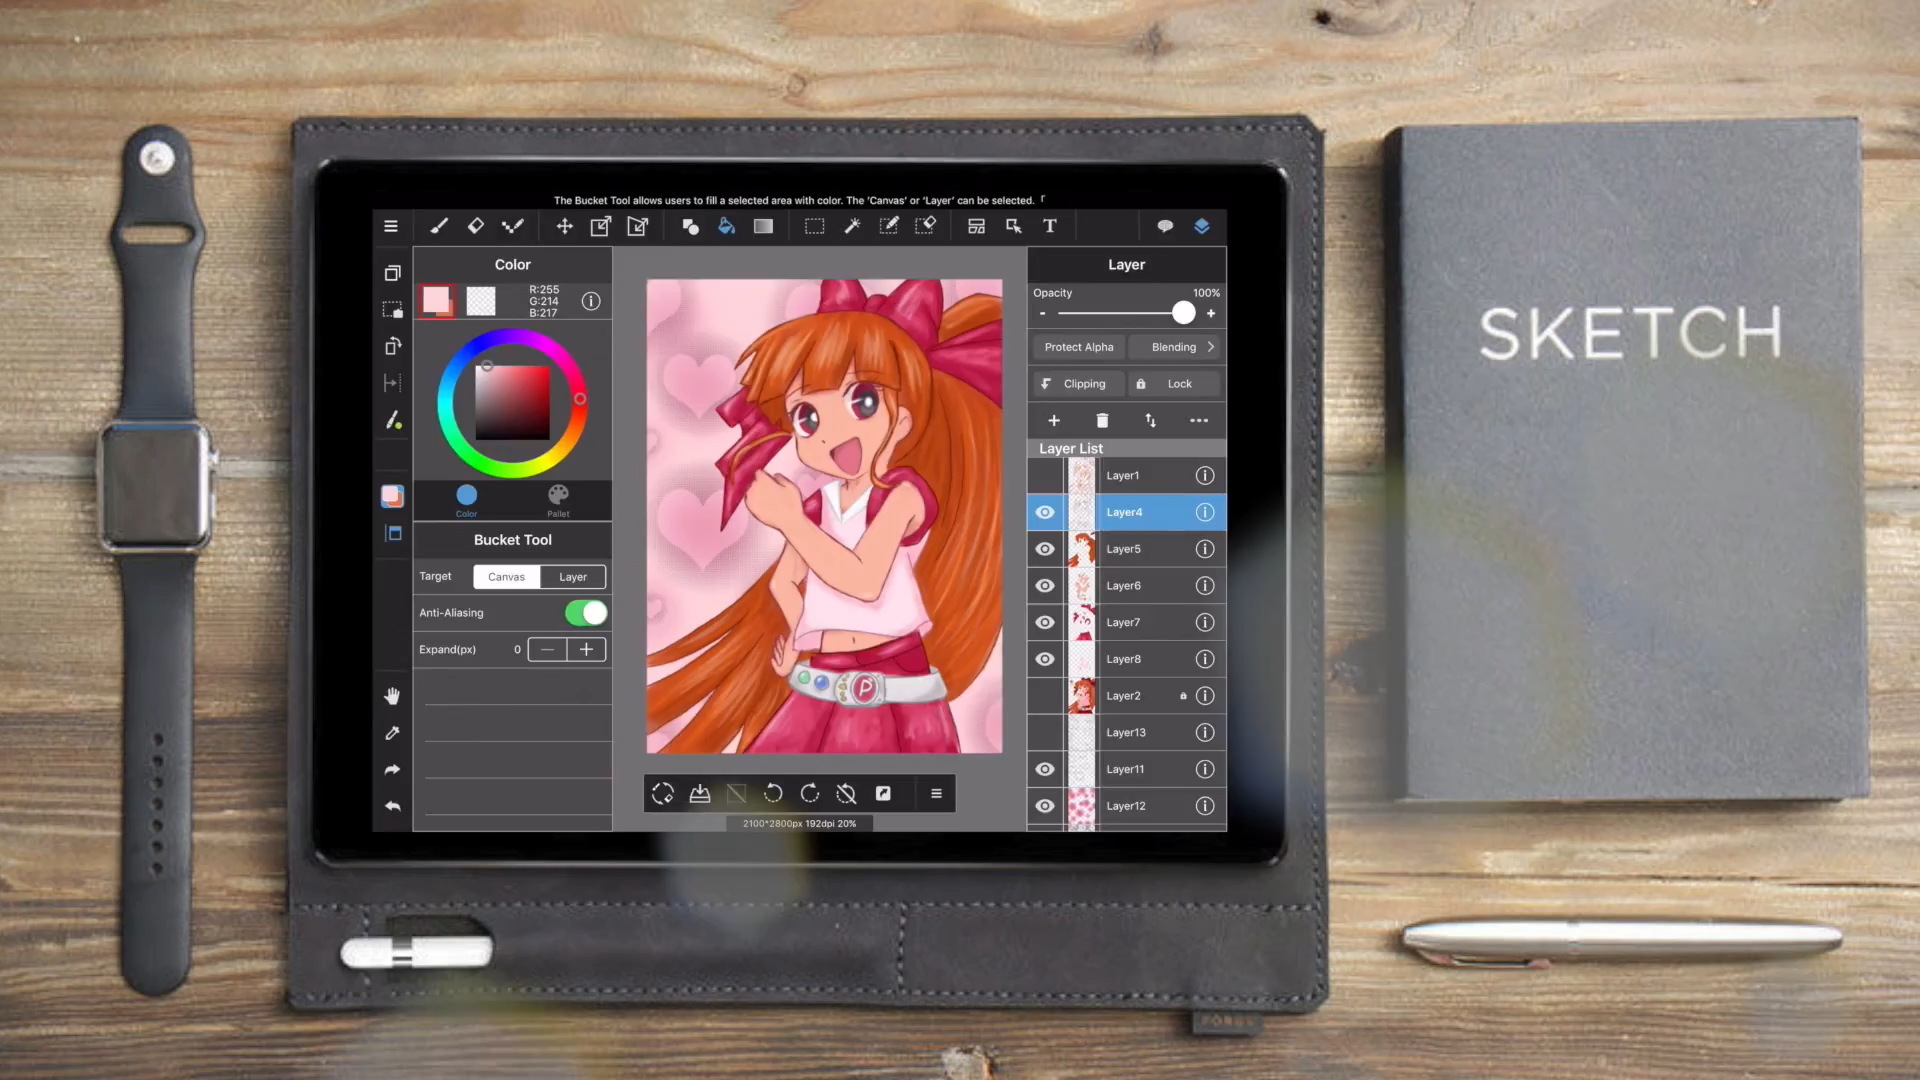 The Bucket Tool allows users to fill a selected area with color. The 'Canvas' or 'Layer' can be selected. 「
T
Color
R:255
G:214
B:217
Color
Pallet
Bucket Tool
Target
Canvas
Layer
Anti-Aliasing
Expand(px)
0
P
2100*2800px 192dpi 20%
Layer
Opacity
100%
Protect Alpha
Blending
Clipping
Lock
Layer List
Layer1
Layer4
Layer5
Layer6
Layer7
Layer8
Layer2
Layer13
Layer11
Layer12
SKETCH